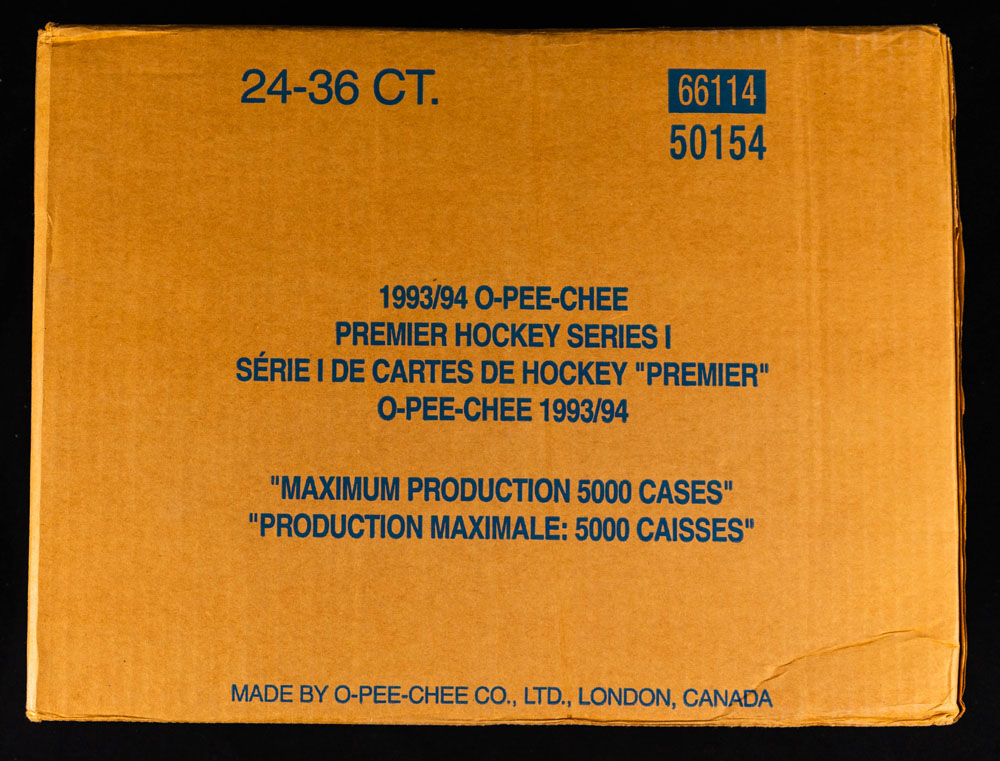 24-36 CT.
66114
50154
1993/94 O-PEE-CHEE
PREMIER HOCKEY SERIES I
SÉRIE I DE CARTES DE HOCKEY "PREMIER"
O-PEE-CHEE 1993/94
"MAXIMUM PRODUCTION 5000 CASES"
"PRODUCTION MAXIMALE: 5000 CAISSES"
MADE BY O-PEE-CHEE CO., LTD., LONDON, CANADA